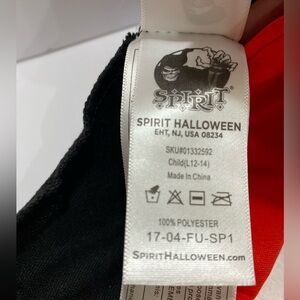 SPIRIT
SPIRIT HALLOWEEN
EHT, NJ, USA 08234
SKU#01332592
Child(L12-14)
Made in China
100% POLYESTER
17-04-FU-SP1
SPIRITHALLOWEEN.com